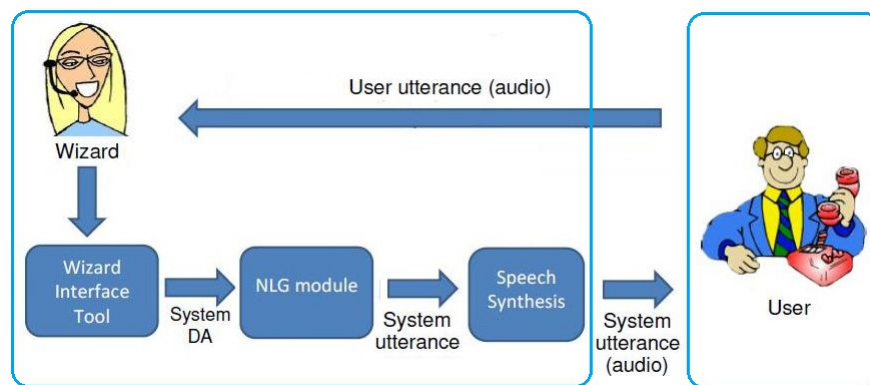 User utterance (audio)
Wizard
Wizard
Interface
Tool
System
DA
NLG module
System
utterance
Speech
Synthesis
System
utterance
(audio)
User